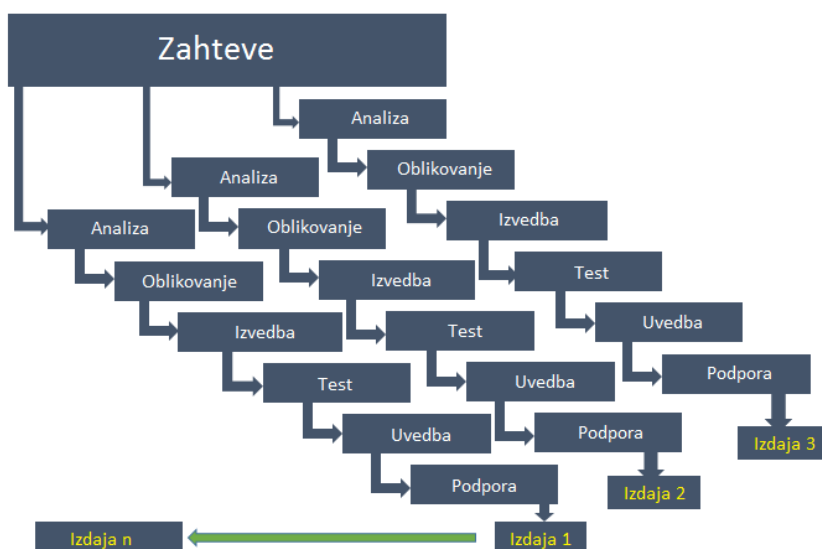 Zahteve
Analiza
Oblikovanje
Analiza
Izvedba
Oblikovanje
Analiza
Test
Izvedba
Oblikovanje
Uvedba
Test
Izvedba
Podpora
Uvedba
Test
Izdaja 3
Podpora
Uvedba
Izdaja 2
Podpora
Izdaja 1
Izdaja n